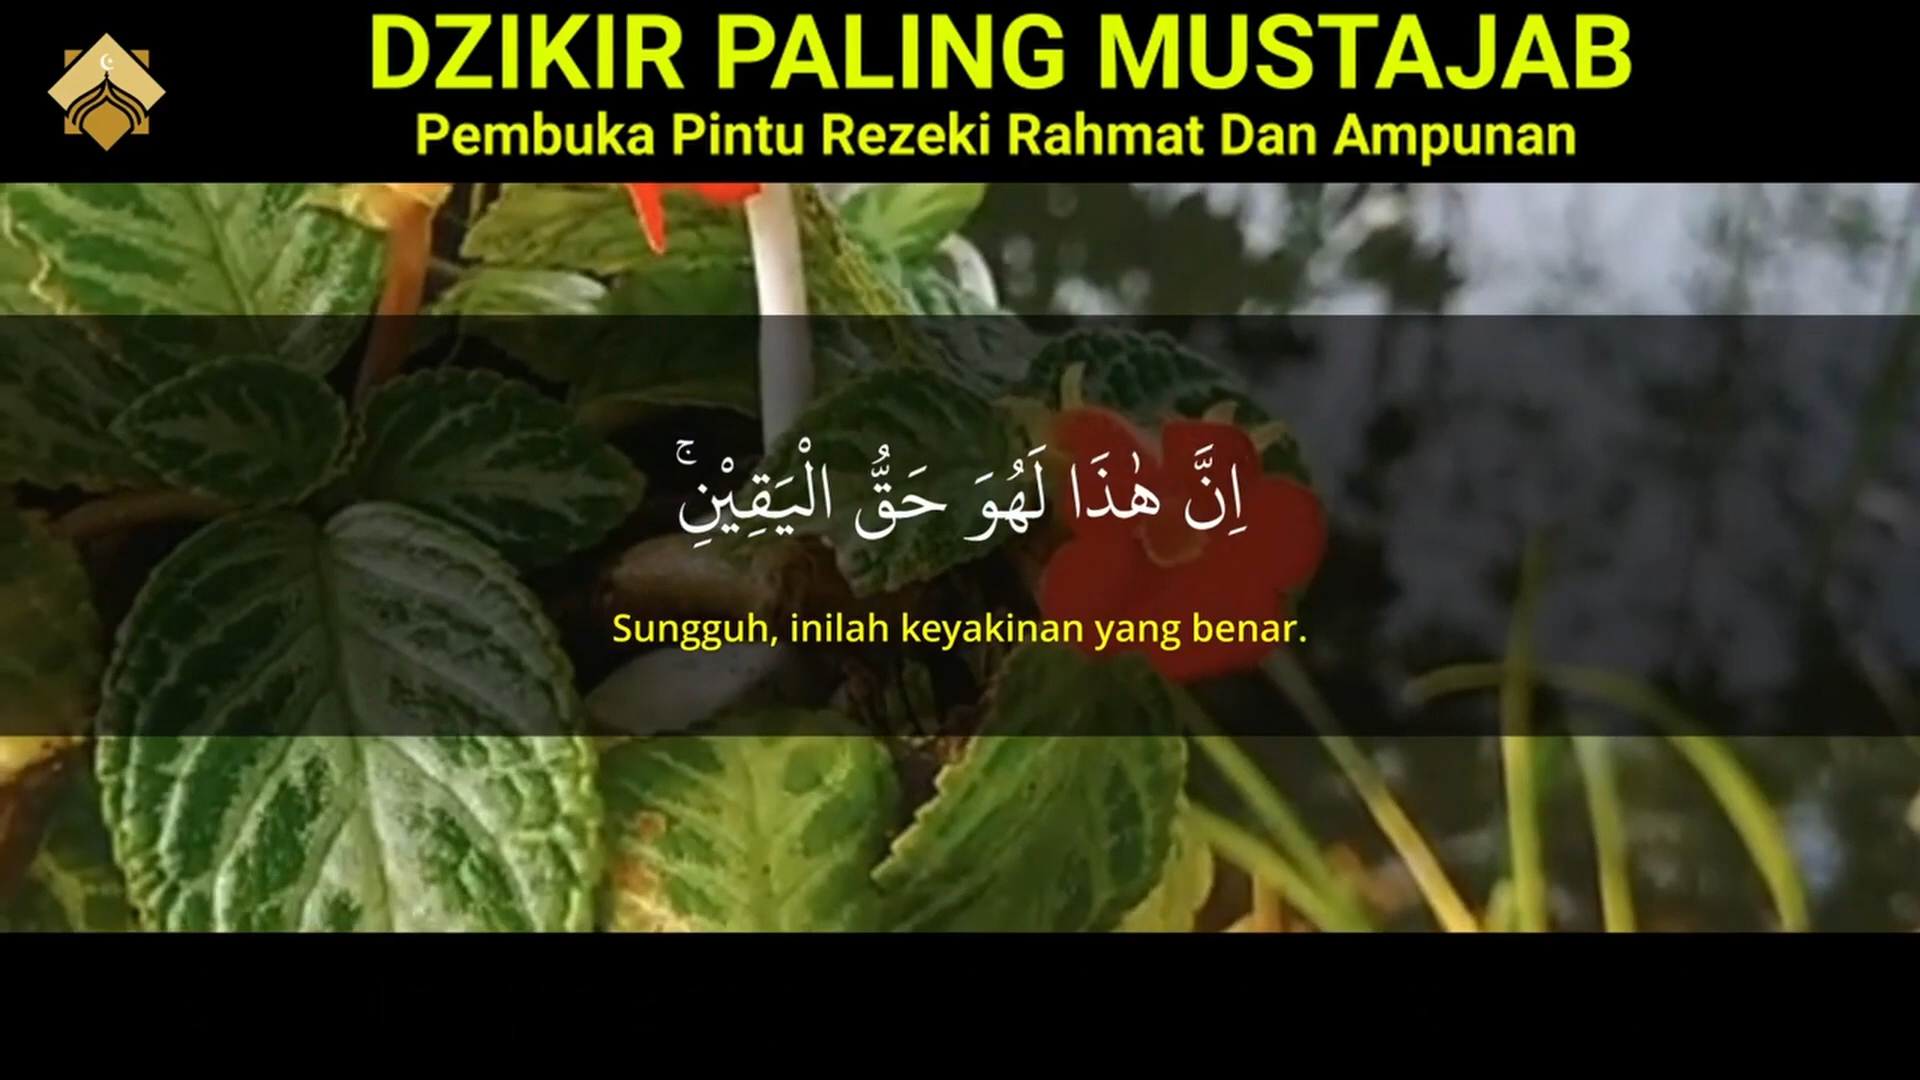 DZIKIR PALING MUSTAJAB
Pembuka Pintu Rezeki Rahmat Dan Ampunan
اِنَّ هٰذَا لَهُوَ حَقُّ الْيَقِيْنِۚ
Sungguh, inilah keyakinan yang benar.